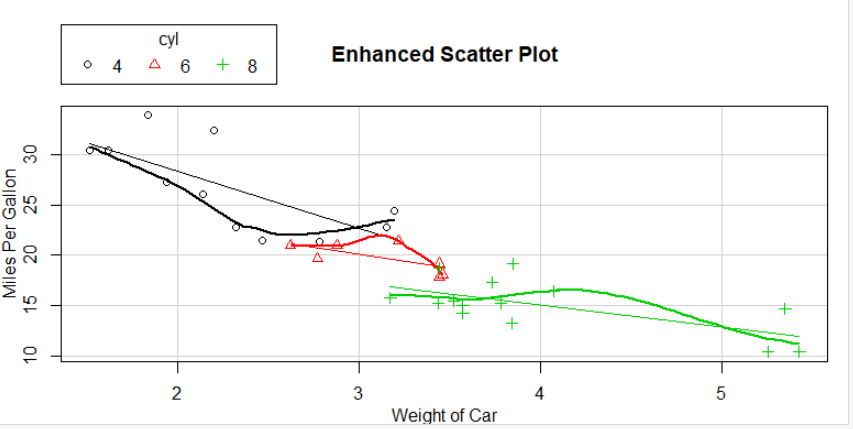 cyl
4 6 8
Enhanced Scatter Plot
Miles Per Gallon
30
25
20
15
10
2 3 4 5
Weight of Car